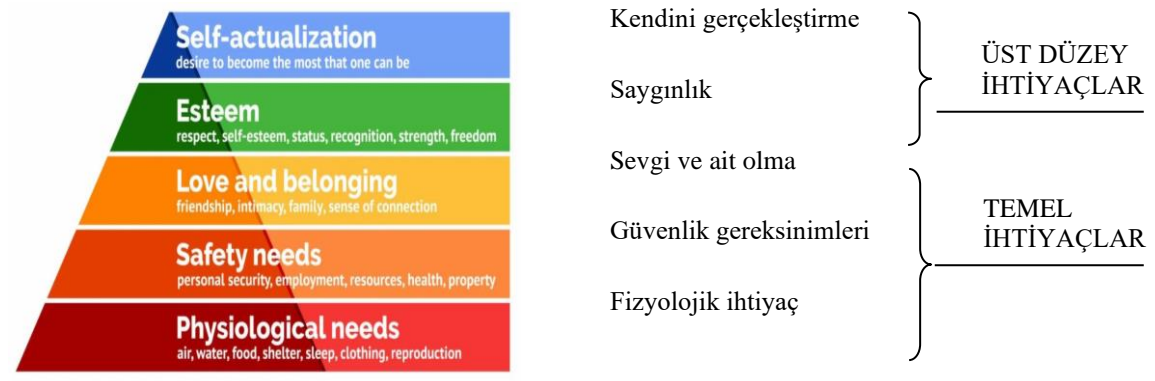 Self-actualization
desire to become the most that one can be
Esteem
respect, self-esteem, status, recognition, strength, freedom
Love and belonging
friendship, intimacy, family, sense of connection
Safety needs
personal security, employment, resources, health, property
Physiological needs
air, water, food, shelter, sleep, clothing, reproduction
Kendini gerçekleştirme
Saygınlık
Sevgi ve ait olma
Güvenlik gereksinimleri
Fizyolojik ihtiyaç
ÜST DÜZEY
İHTİYAÇLAR
TEMEL
İHTİYAÇLAR